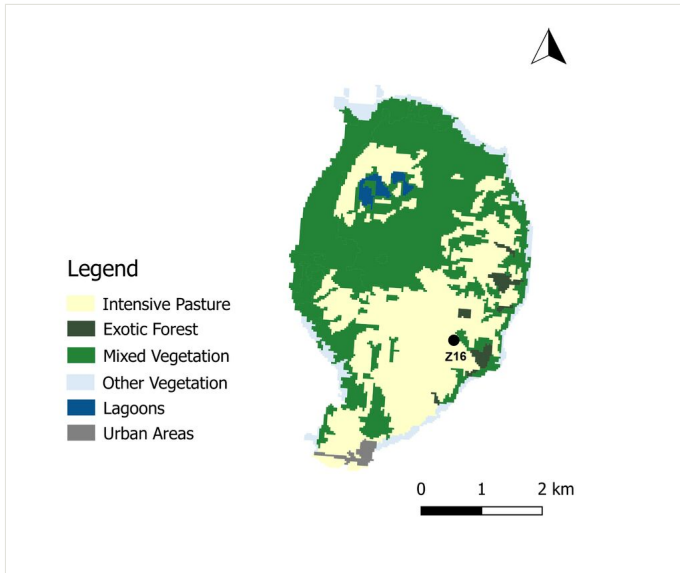 Legend
Intensive Pasture
Exotic Forest
Mixed Vegetation
Other Vegetation
Lagoons
Urban Areas
Z16
0 1 2 km